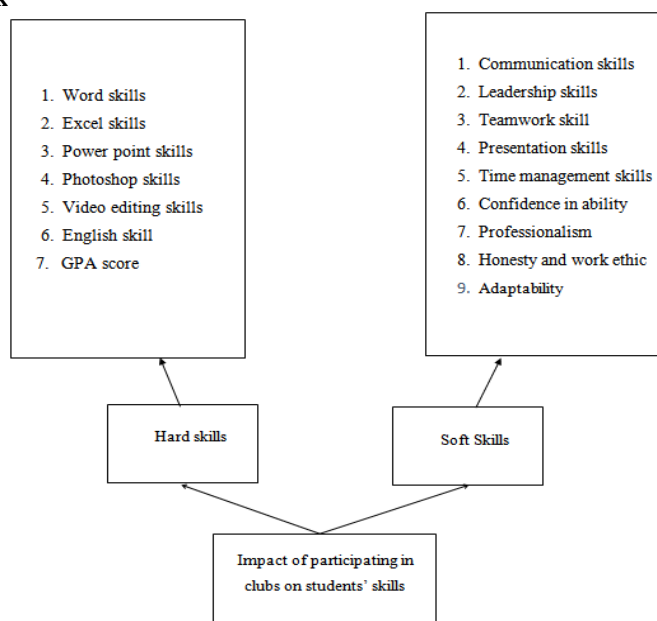 1. Word skills
2. Excel skills
3. Power point skills
4. Photoshop skills
5. Video editing skills
6. English skill
7. GPA score
1. Communication skills
2. Leadership skills
3. Teamwork skill
4. Presentation skills
5. Time management skills
6. Confidence in ability
7. Professionalism
8. Honesty and work ethic
9. Adaptability
Hard skills
Soft Skills
Impact of participating in
clubs on students’ skills